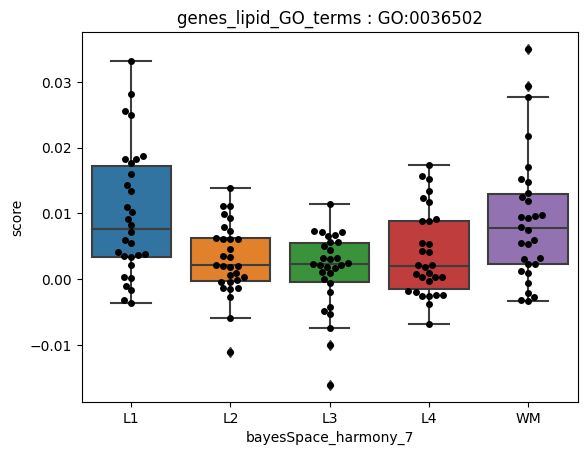 genes_lipid_GO_terms : GO:0036502
score
0.03
0.02
0.01
0.00
−0.01
L1 L2 L3 L4 WM
bayesSpace_harmony_7